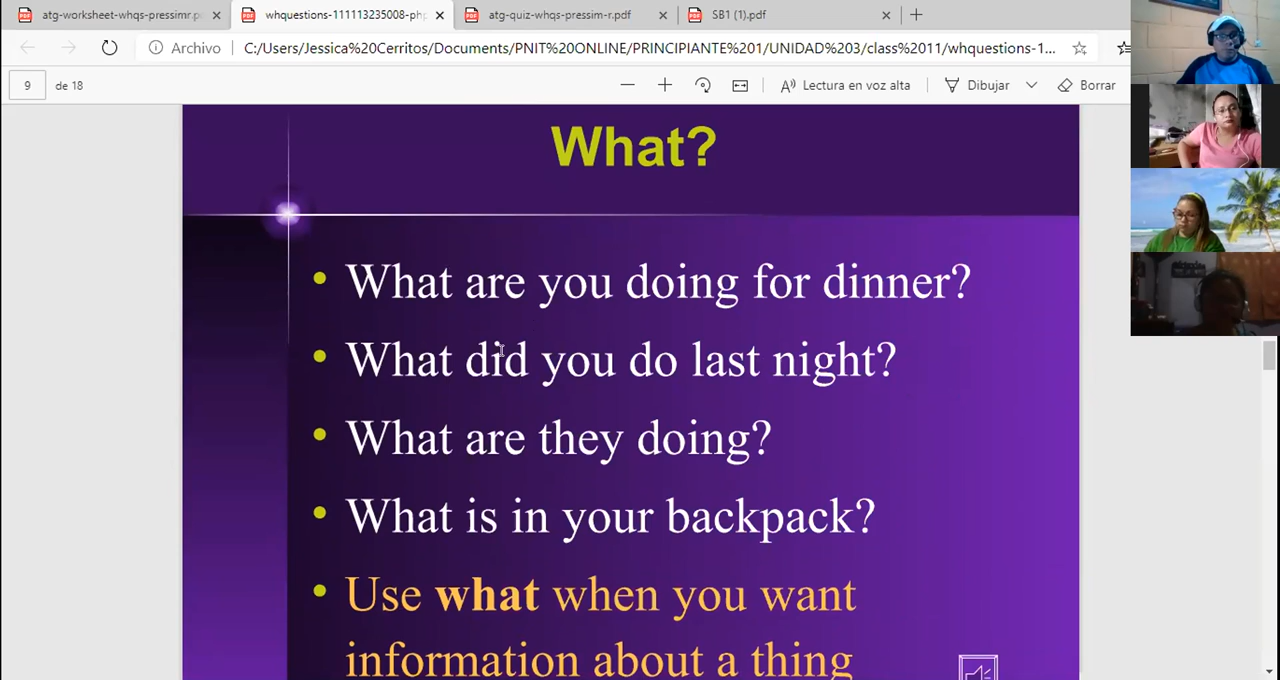 atg-worksheet-whqs-pressimr.p
whquestions-111113235008-php
atg-quiz-whqs-pressim-r.pdf
SB1 (1).pdf
Archivo
C:/Users/Jessica%20Cerritos/Documents/PNIT%20ONLINE/PRINCIPIANTE%201/UNIDAD%203/class%2011/whquestions-1...
9 de 18
Lectura en voz alta
Dibujar
Borrar
What?
• What are you doing for dinner?
• What did you do last night?
• What are they doing?
• What is in your backpack?
• Use what when you want
information about a thing